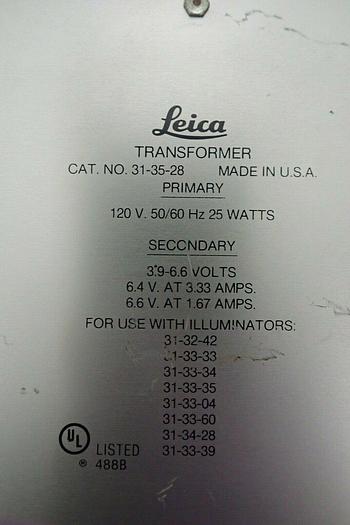 Leica
TRANSFORMER
CAT. NO. 31-35-28 MADE IN U.S.A.
PRIMARY
120 V. 50/60 Hz 25 WATTS
SECONDARY
3.9-6.6 VOLTS
6.4 V. AT 3.33 AMPS.
6.6 V. AT 1.67 AMPS.
FOR USE WITH ILLUMINATORS:
31-32-42
31-33-33
31-33-34
31-33-35
31-33-04
31-33-60
31-34-28
31-33-39
UL LISTED
® 488B